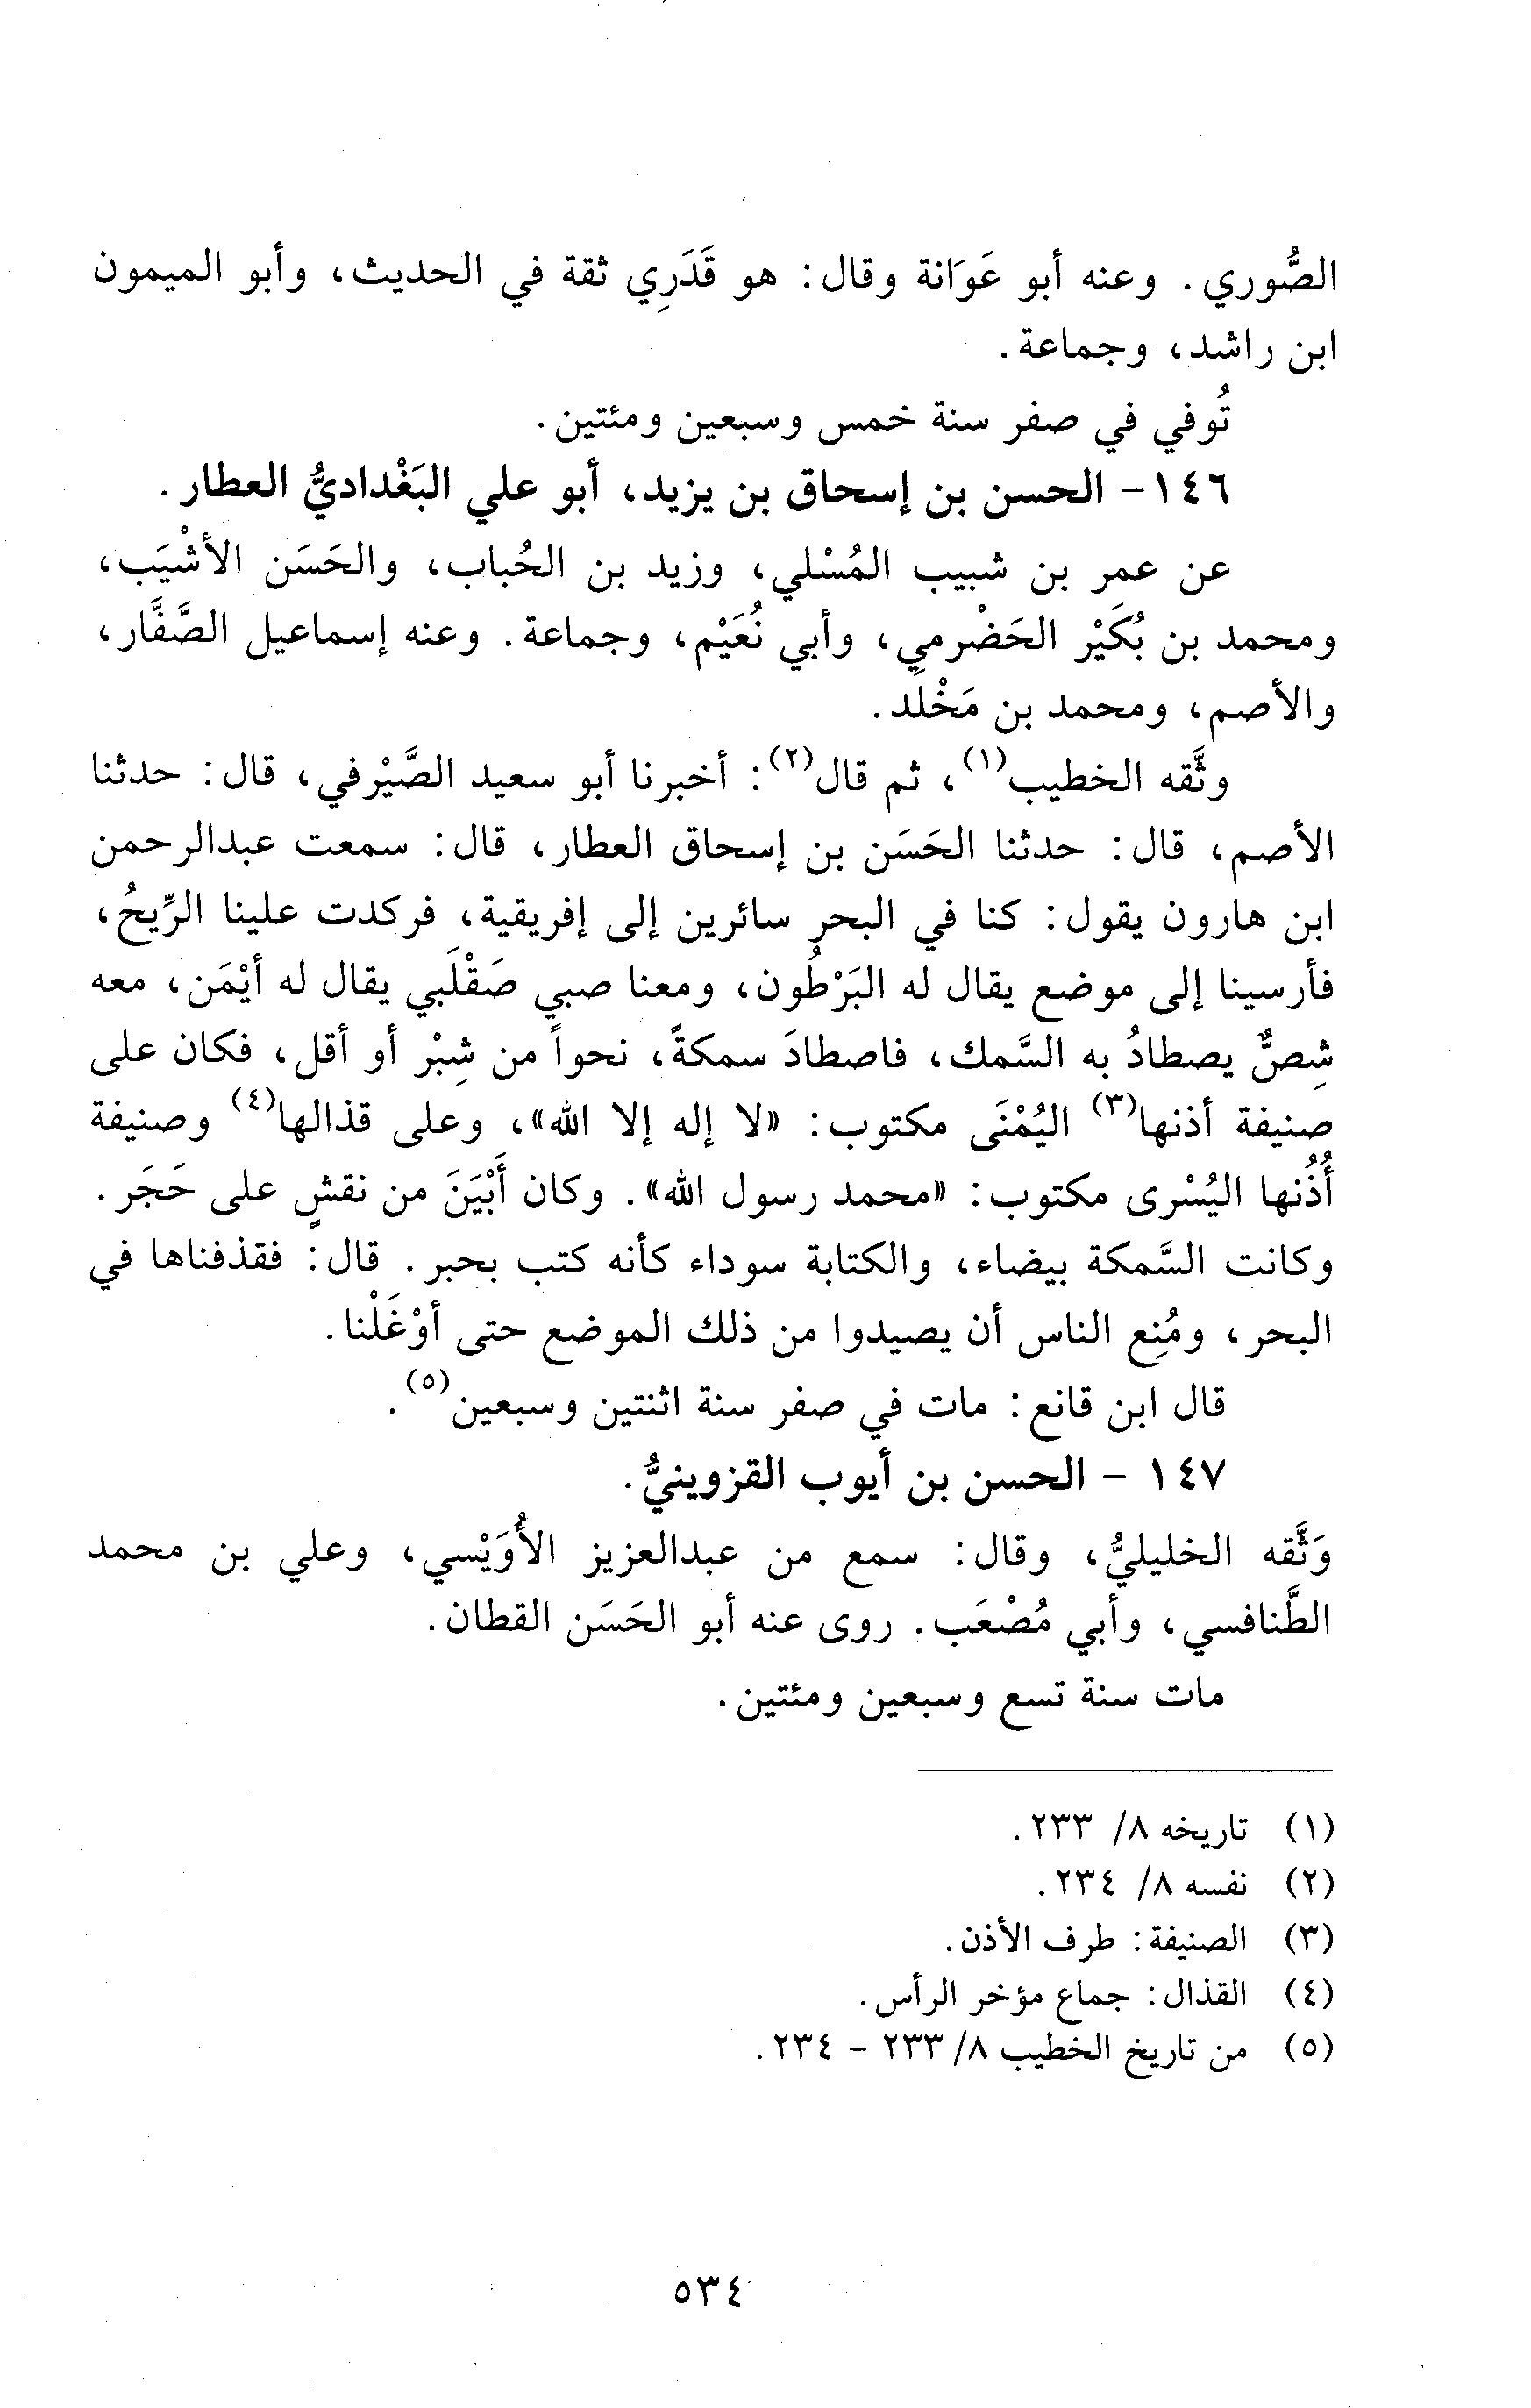 الصُّوري. وعنه أبو عَوَانة وقال: هو قَدَرِي ثقة في الحديث، وأبو الميمون
ابن راشد، وجماعة.
تُوفي في صفر سنة خمس وسبعين ومئتين.
١٤٦- الحسن بن إسحاق بن يزيد، أبو علي البَغْداديُّ العطار.
عن عمر بن شبيب المُسْلي، وزيد بن الحُباب، والحَسَن الأشْيَب،
ومحمد بن بُكَيْر الحَضْرمي، وأبي نُعَيْم، وجماعة. وعنه إسماعيل الصَّفَّار،
والأصم، ومحمد بن مَخْلَد.
وثَّقه الخطيب(١)، ثم قال(٢): أخبرنا أبو سعيد الصَّيْرفي، قال: حدثنا
الأصم، قال: حدثنا الحَسَن بن إسحاق العطار، قال: سمعت عبدالرحمن
ابن هارون يقول: كنا في البحر سائرين إلى إفريقية، فركدت علينا الرِّيحُ،
فأرسينا إلى موضع يقال له البَرْطُون، ومعنا صبي صَقْلَبي يقال له أيْمَن، معه
شِصٌّ يصطادُ به السَّمك، فاصطادَ سمكةً، نحواً من شِبْر أو أقل، فكان على
صنيفة أذنها(٣) اليُمْنَى مكتوب: «لا إله إلا الله»، وعلى قذالها(٤) وصنيفة
أُذُنها اليُسْرى مكتوب: «محمد رسول الله». وكان أَبْيَنَ من نقشٍ على حَجَر.
وكانت السَّمكة بيضاء، والكتابة سوداء كأنه كتب بحبر. قال: فقذفناها في
البحر، ومُنِع الناس أن يصيدوا من ذلك الموضع حتى أوْغَلْنا.
قال ابن قانع: مات في صفر سنة اثنتين وسبعين(٥).
١٤٧ - الحسن بن أيوب القزوينيُّ.
وَثَّقه الخليليُّ، وقال: سمع من عبدالعزيز الأُوَيْسي، وعلي بن محمد
الطَّنافسي، وأبي مُصْعَب. روى عنه أبو الحَسَن القطان.
مات سنة تسع وسبعين ومئتين.
(١) تاريخه ٨/ ٢٣٣.
(٢) نفسه ٨/ ٢٣٤.
(٣) الصنيفة: طرف الأذن.
(٤) القذال: جماع مؤخر الرأس.
(٥) من تاريخ الخطيب ٨/ ٢٣٣ - ٢٣٤.
٥٣٤